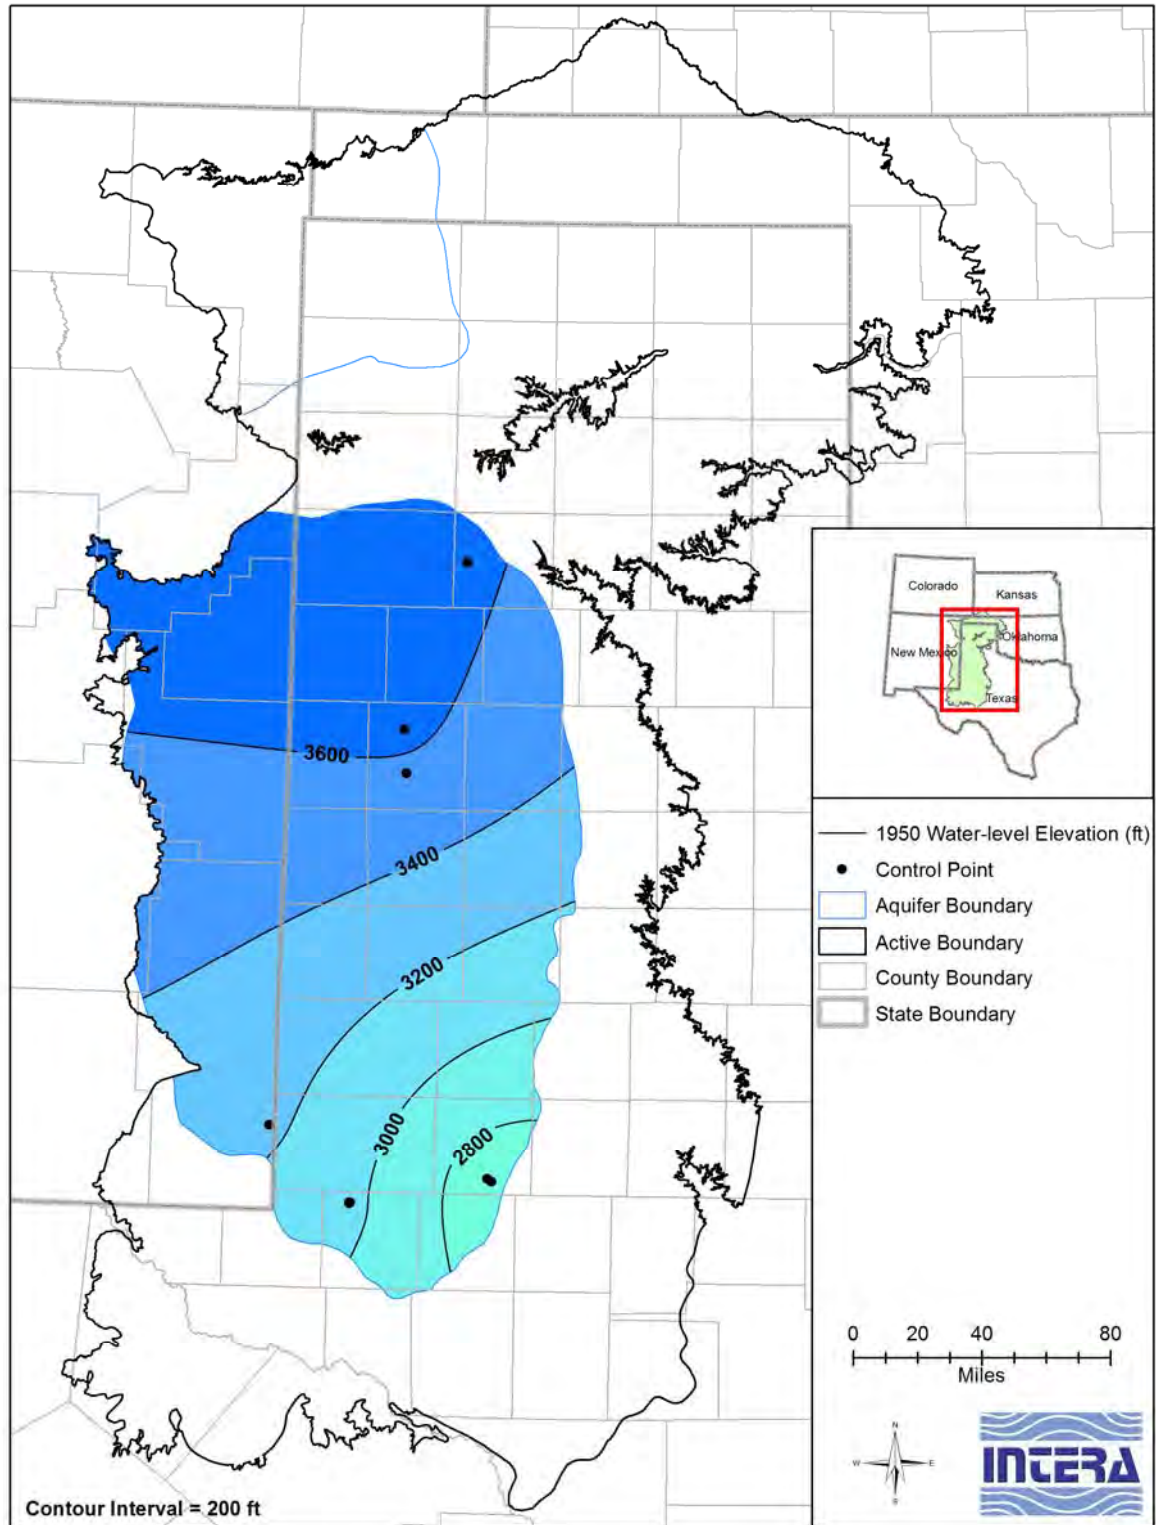 Colorado
Kansas
New Mexico
Oklahoma
Texas
3600
3400
3200
3000
2800
1950 Water-level Elevation (ft)
Control Point
Aquifer Boundary
Active Boundary
County Boundary
State Boundary
0 20 40 80
Miles
N
W E
S
INTERA
Contour Interval = 200 ft